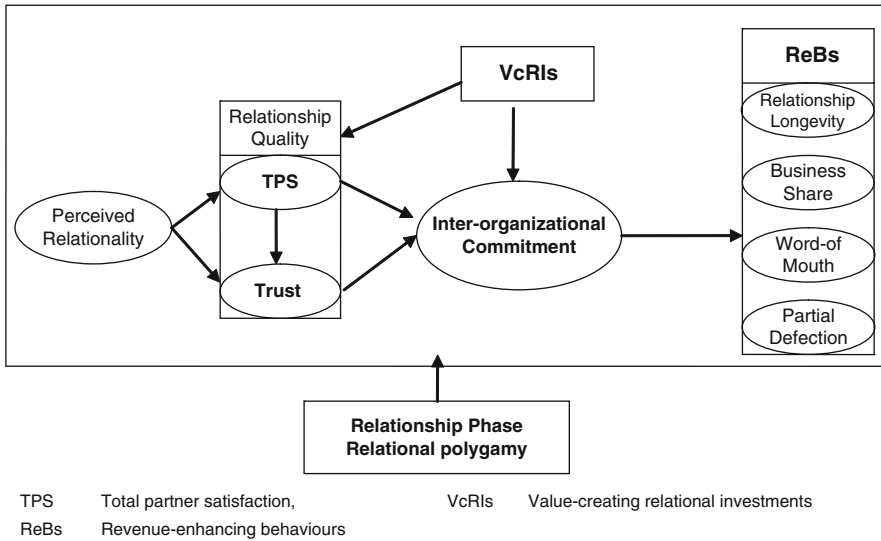 VcRIs
ReBs
Relationship
Quality
Relationship
Longevity
TPS
Business
Share
Perceived
Relationality
Inter-organizational
Commitment
Word-of
Mouth
Trust
Partial
Defection
Relationship Phase
Relational polygamy
TPS Total partner satisfaction, VcRIs Value-creating relational investments
ReBs Revenue-enhancing behaviours